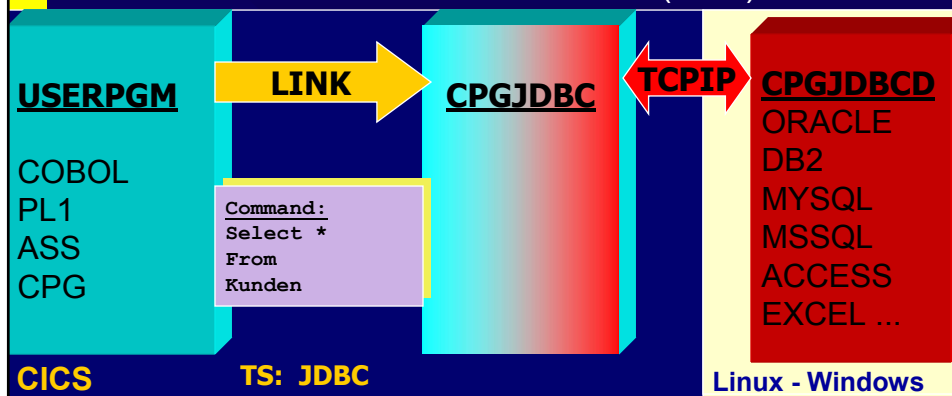 USERPGM
COBOL
PL1
ASS
CPG
LINK
Command:
Select *
From
Kunden
CPGJDBC
TCPIP
CPGJDBCD
ORACLE
DB2
MYSQL
MSSQL
ACCESS
EXCEL ...
CICS
TS: JDBC
Linux - Windows